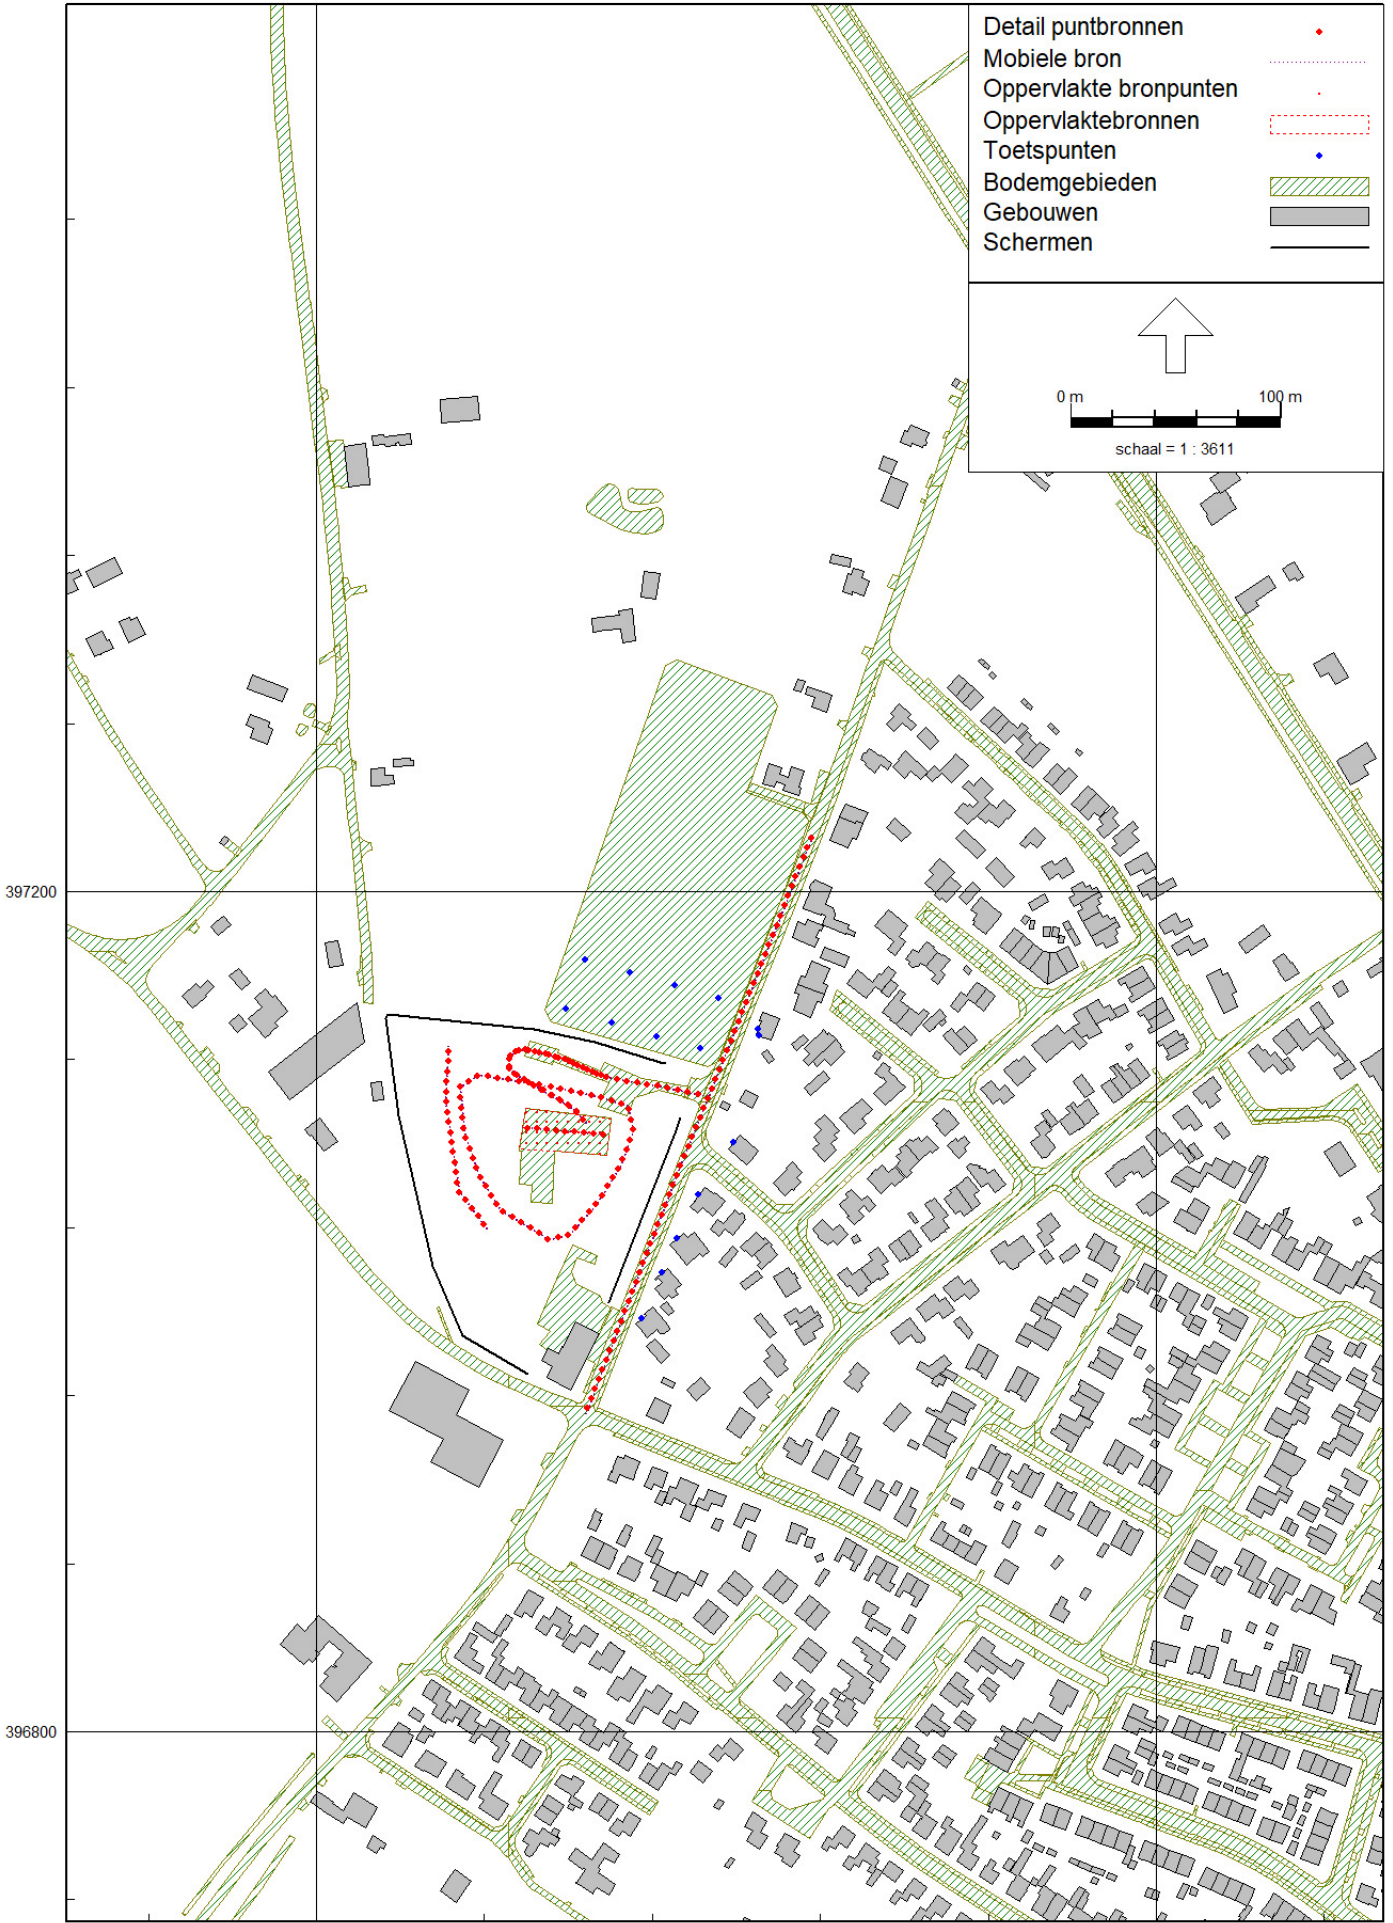 Detail puntbronnen
Mobiele bron
Oppervlakte bronpunten
Oppervlaktebronnen
Toetspunten
Bodemgebieden
Gebouwen
Schermen
0 m 100 m
schaal = 1 : 3611
397200
396800